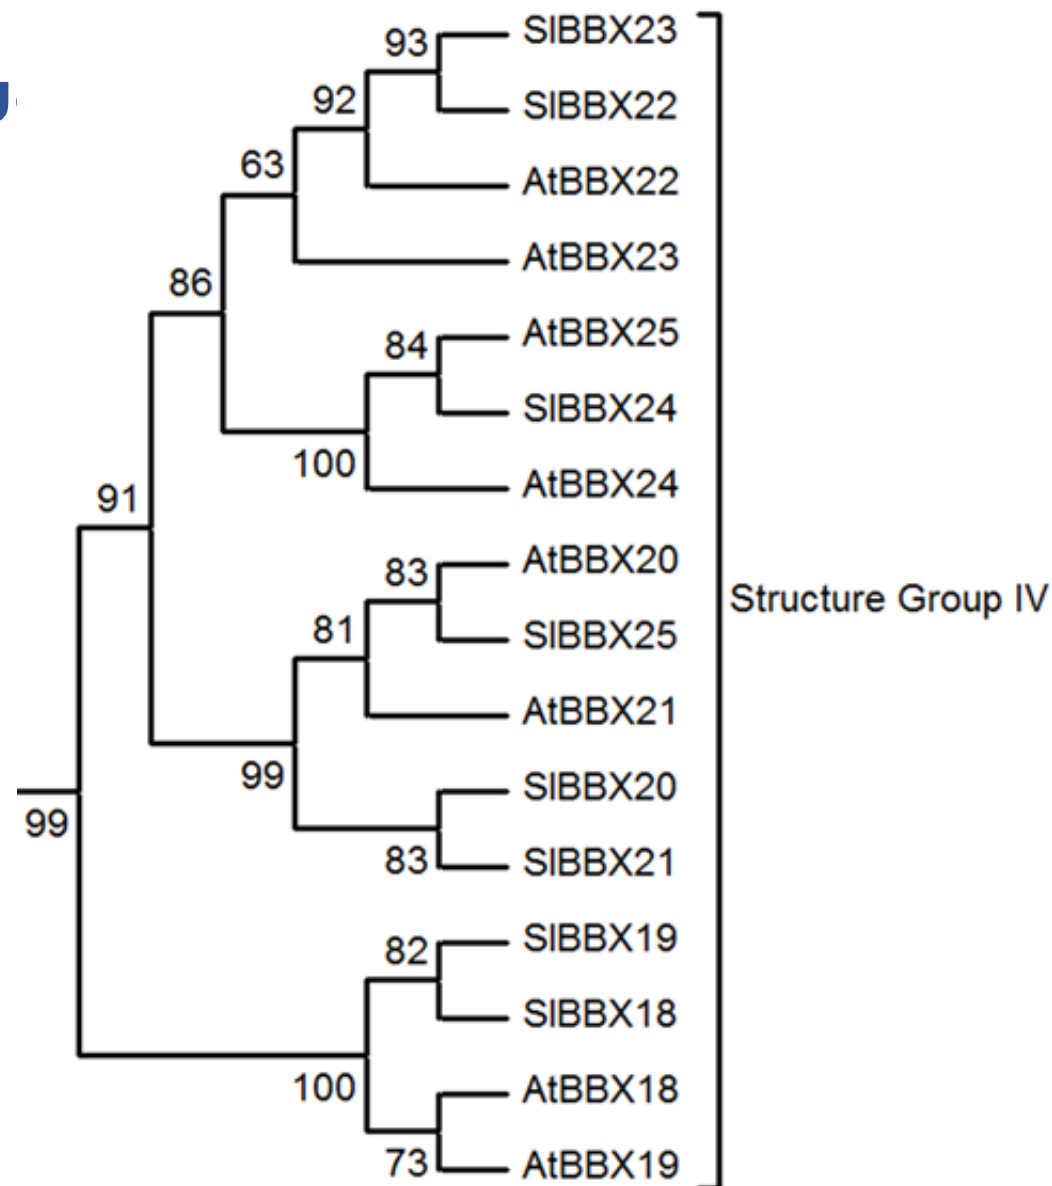 93
SlBBX23
92
SlBBX22
63
AtBBX22
AtBBX23
86
84
AtBBX25
SlBBX24
100
AtBBX24
91
83
AtBBX20
Structure Group IV
81
SlBBX25
AtBBX21
99
SlBBX20
99
83
SlBBX21
82
SlBBX19
SlBBX18
100
AtBBX18
73
AtBBX19